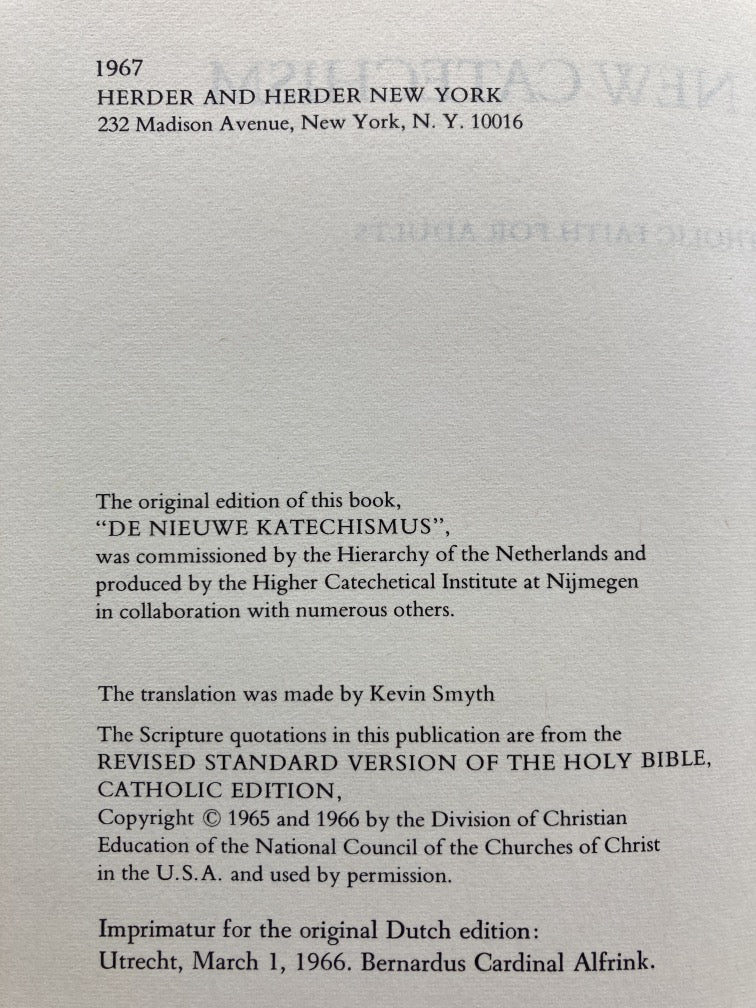 1967
HERDER AND HERDER NEW YORK
232 Madison Avenue, New York, N. Y. 10016
NEW CATECHISM
FAITH FOR ADULTS
The original edition of this book,
“DE NIEUWE KATECHISMUS”,
was commissioned by the Hierarchy of the Netherlands and
produced by the Higher Catechetical Institute at Nijmegen
in collaboration with numerous others.
The translation was made by Kevin Smyth
The Scripture quotations in this publication are from the
REVISED STANDARD VERSION OF THE HOLY BIBLE,
CATHOLIC EDITION,
Copyright © 1965 and 1966 by the Division of Christian
Education of the National Council of the Churches of Christ
in the U.S.A. and used by permission.
Imprimatur for the original Dutch edition:
Utrecht, March 1, 1966. Bernardus Cardinal Alfrink.